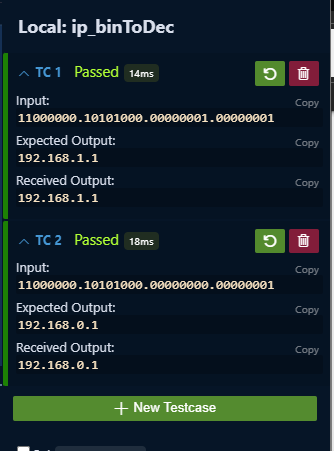 Local: ip_binToDec
TC 1 Passed 14ms
Input: Copy
11000000.10101000.00000001.00000001
Expected Output: Copy
192.168.1.1
Received Output: Copy
192.168.1.1
TC 2 Passed 18ms
Input: Copy
11000000.10101000.00000000.00000001
Expected Output: Copy
192.168.0.1
Received Output: Copy
192.168.0.1
+ New Testcase